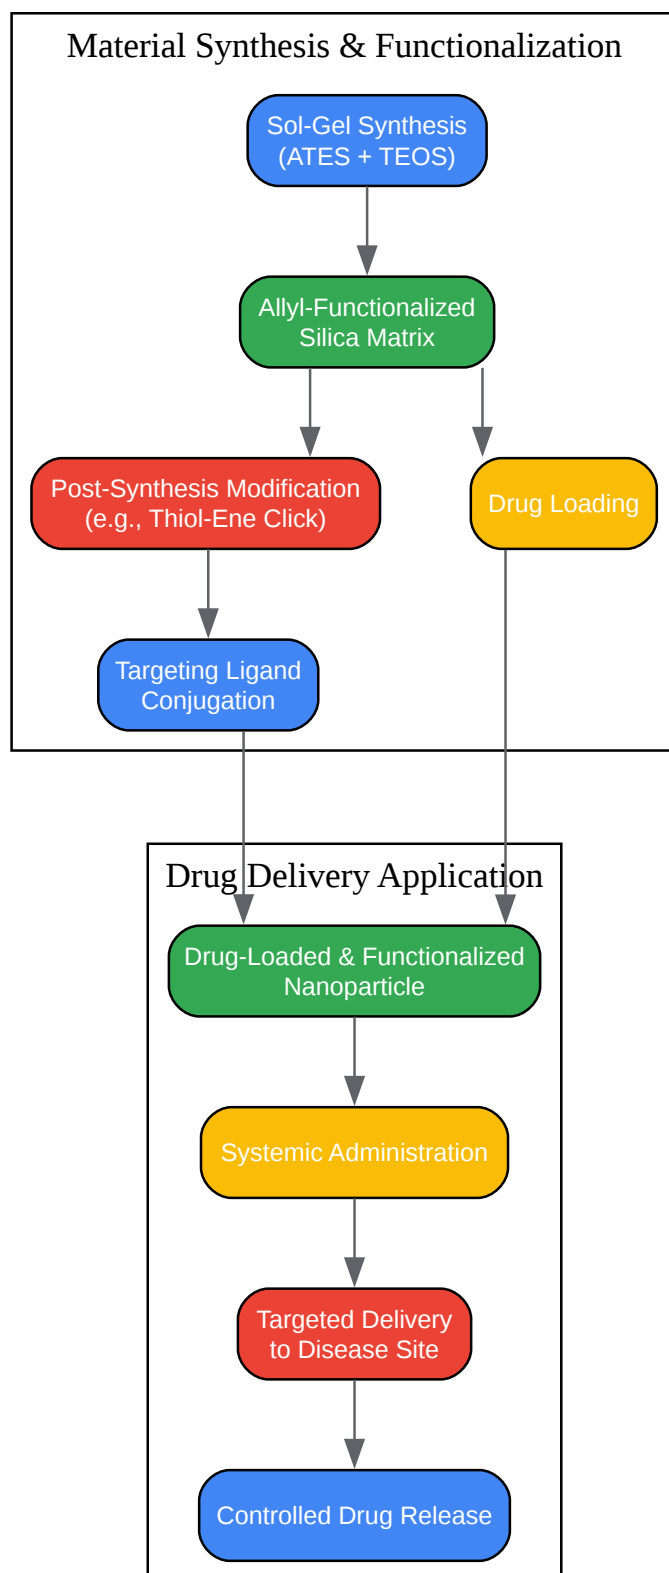 Material Synthesis & Functionalization
Sol-Gel Synthesis
(ATES + TEOS)
Allyl-Functionalized
Silica Matrix
Post-Synthesis Modification
(e.g., Thiol-Ene Click)
Drug Loading
Targeting Ligand
Conjugation
Drug Delivery Application
Drug-Loaded & Functionalized
Nanoparticle
Systemic Administration
Targeted Delivery
to Disease Site
Controlled Drug Release